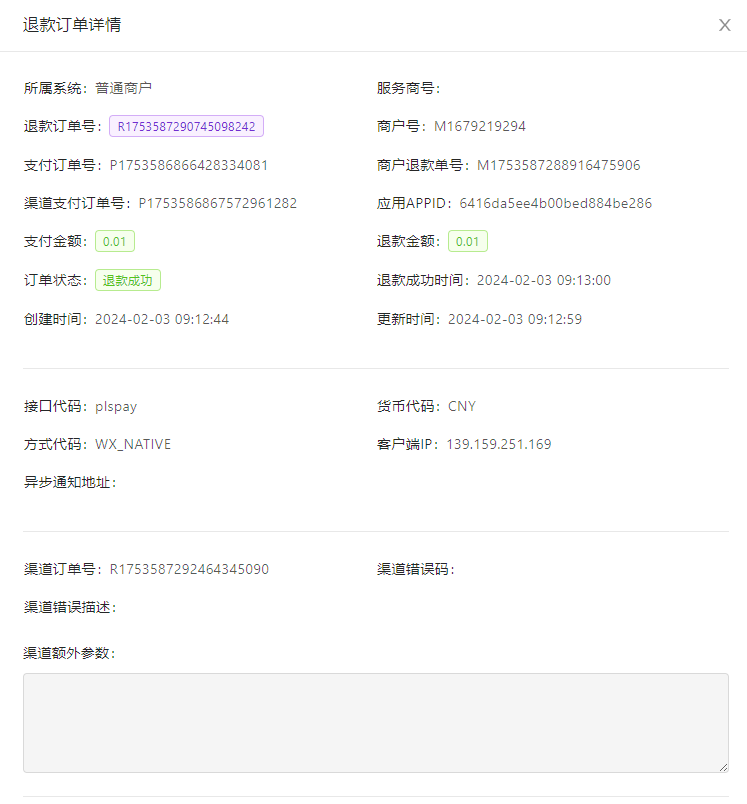 退款订单详情
所属系统：普通商户 服务商号：
退款订单号：R1753587290745098242 商户号：M1679219294
支付订单号：P1753586866428334081 商户退款单号：M1753587288916475906
渠道支付订单号：P1753586867572961282 应用APPID：6416da5ee4b00bed884be286
支付金额：0.01 退款金额：0.01
订单状态：退款成功 退款成功时间：2024-02-03 09:13:00
创建时间：2024-02-03 09:12:44 更新时间：2024-02-03 09:12:59
接口代码：plspay 货币代码：CNY
方式代码：WX_NATIVE 客户端IP：139.159.251.169
异步通知地址：
渠道订单号：R1753587292464345090 渠道错误码：
渠道错误描述：
渠道额外参数：